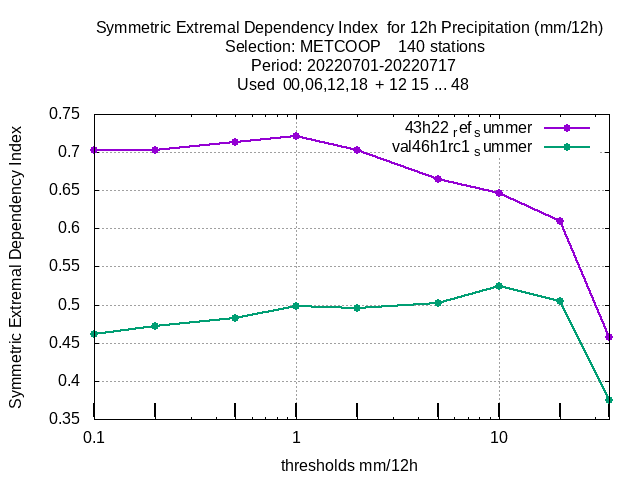 Symmetric Extremal Dependency Index  for 12h Precipitation (mm/12h)
Selection: METCOOP    140 stations
Period: 20220701-20220717
Used  00,06,12,18  + 12 15 ... 48
43h22ᵣefₛummer
val46h1rc1ₛummer
Symmetric Extremal Dependency Index
0.75
0.7
0.65
0.6
0.55
0.5
0.45
0.4
0.35
0.1
1
10
thresholds mm/12h